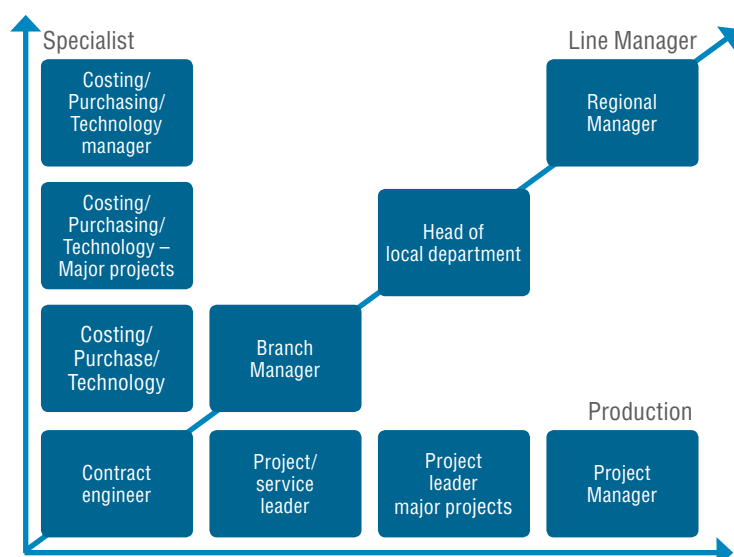 Specialist
Line Manager
Costing/
Purchasing/
Technology
manager
Regional
Manager
Costing/
Purchasing/
Technology –
Major projects
Head of
local department
Costing/
Purchase/
Technology
Branch
Manager
Production
Contract
engineer
Project/
service
leader
Project
leader
major projects
Project
Manager